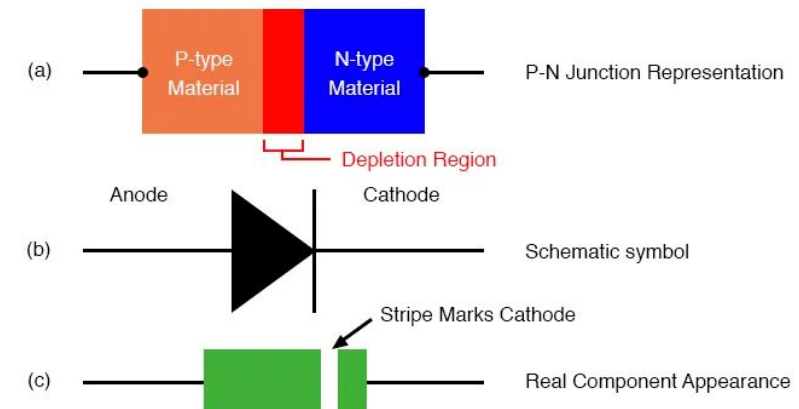 (a)
P-type
Material
N-type
Material
P-N Junction Representation
Depletion Region
Anode
Cathode
(b)
Schematic symbol
Stripe Marks Cathode
(c)
Real Component Appearance